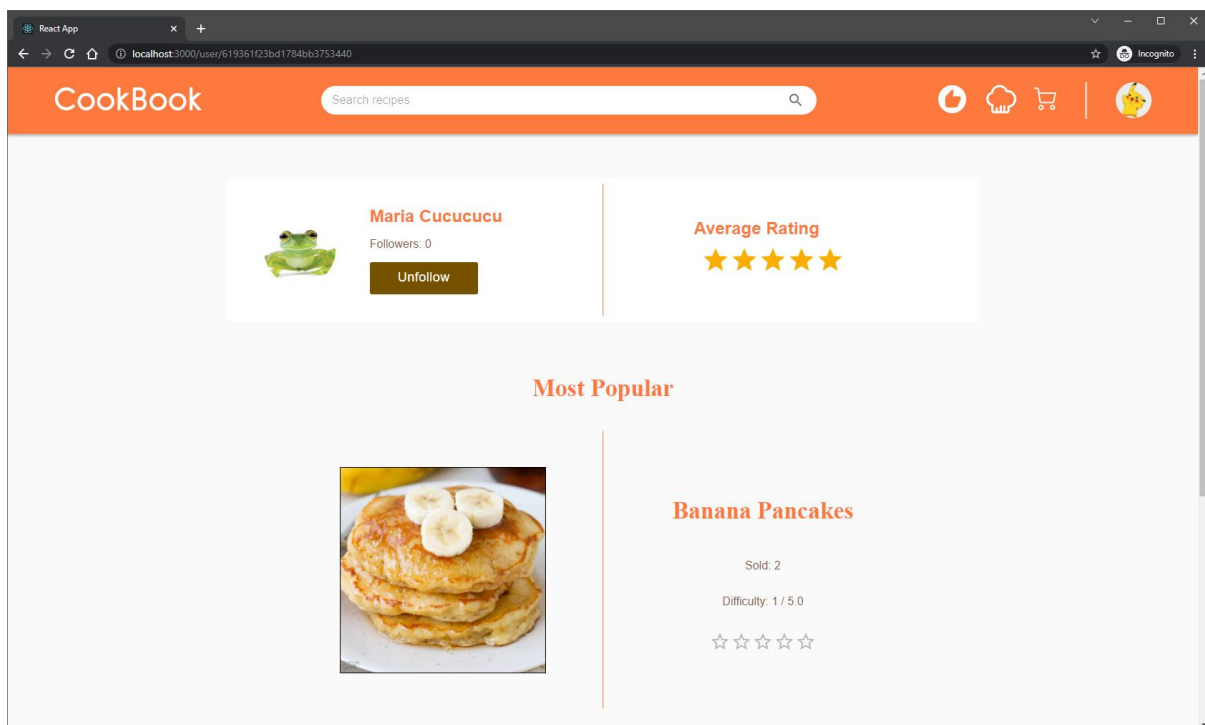 React App
localhost:3000/user/619361f23bd1784bb3753440
Incognito
CookBook
Search recipes
Maria Cucucucu
Followers: 0
Unfollow
Average Rating
Most Popular
Banana Pancakes
Sold: 2
Difficulty: 1 / 5.0